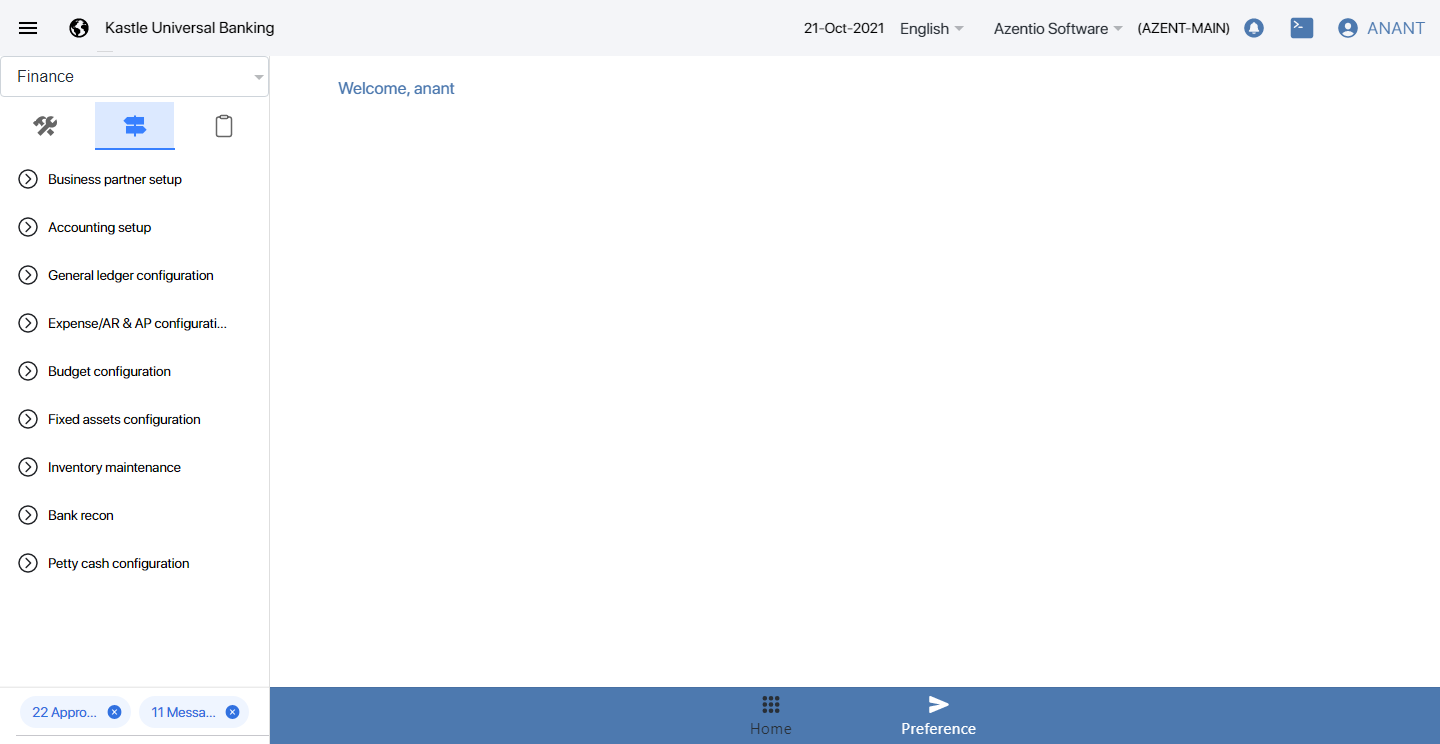 Kastle Universal Banking
21-Oct-2021
English
Azentio Software
(AZENT-MAIN)
ANANT
Finance
Welcome, anant
Business partner setup
Accounting setup
General ledger configuration
Expense/AR & AP configurati...
Budget configuration
Fixed assets configuration
Inventory maintenance
Bank recon
Petty cash configuration
22 Appro...
11 Messa...
Home
Preference